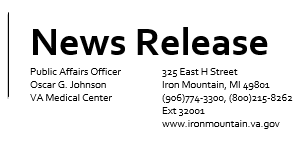 News Release
Public Affairs Officer
Oscar G. Johnson
VA Medical Center
325 East H Street
Iron Mountain, MI 49801
(906)774-3300, (800)215-8262
Ext 32001
www.ironmountain.va.gov